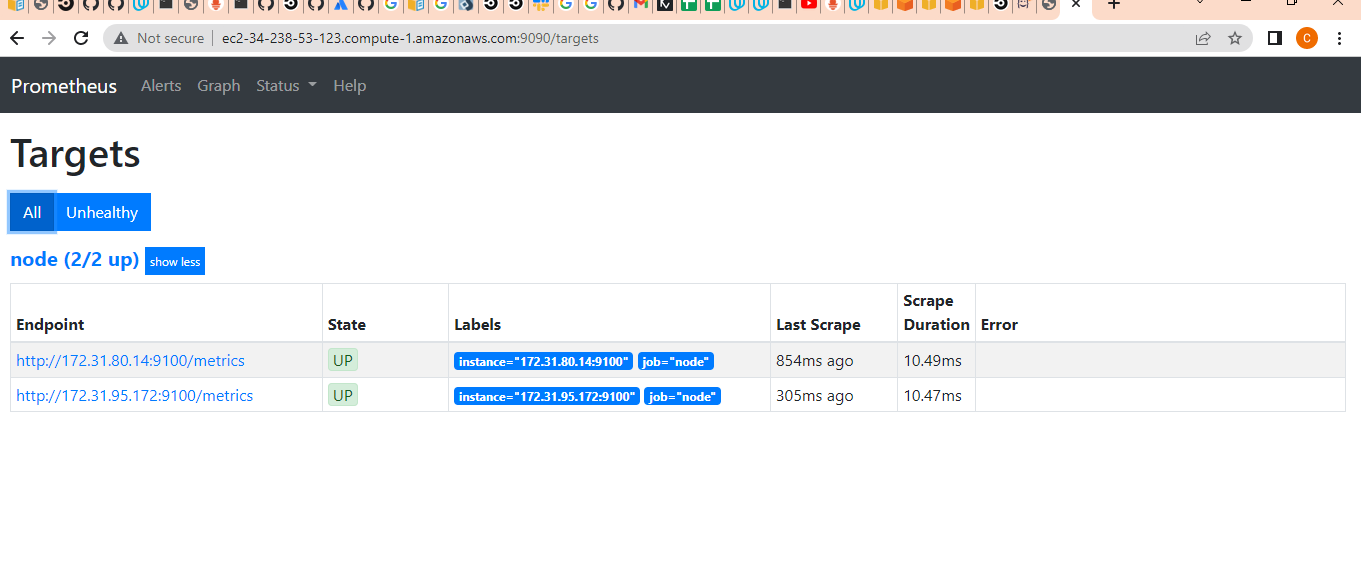 Not secure | ec2-34-238-53-123.compute-1.amazonaws.com:9090/targets
C
Prometheus Alerts Graph Status Help
Targets
All Unhealthy
node (2/2 up) show less
Endpoint State Labels Last Scrape Scrape Duration Error
http://172.31.80.14:9100/metrics UP instance="172.31.80.14:9100" job="node" 854ms ago 10.49ms
http://172.31.95.172:9100/metrics UP instance="172.31.95.172:9100" job="node" 305ms ago 10.47ms